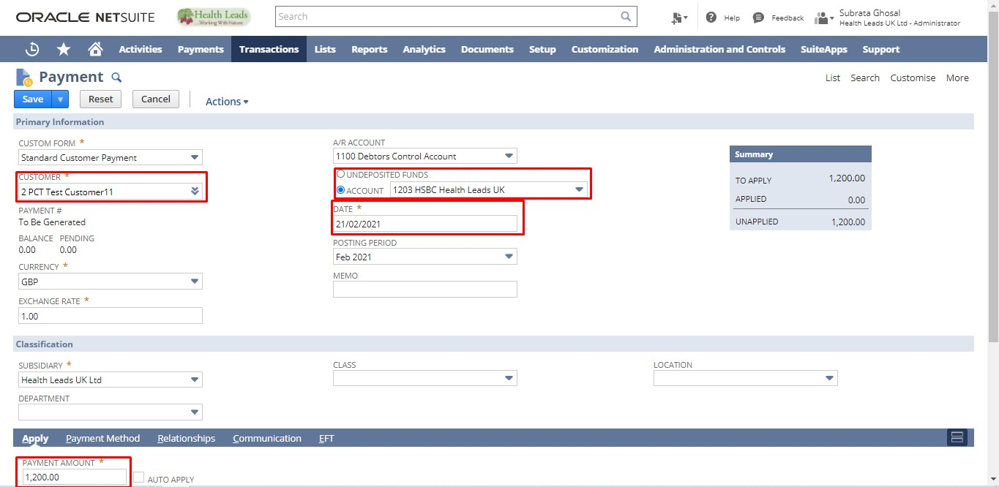 ORACLE NETSUITE
Health Leads
...Working With Nature
Search
Help
Feedback
Subrata Ghosal
Health Leads UK Ltd - Administrator
Activities Payments Transactions Lists Reports Analytics Documents Setup Customization Administration and Controls SuiteApps Support
Payment
List Search Customise More
Save Reset Cancel Actions
Primary Information
CUSTOM FORM *
Standard Customer Payment
CUSTOMER *
2 PCT Test Customer11
PAYMENT #
To Be Generated
BALANCE PENDING
0.00 0.00
CURRENCY *
GBP
EXCHANGE RATE *
1.00
A/R ACCOUNT
1100 Debtors Control Account
UNDEPOSITED FUNDS
ACCOUNT 1203 HSBC Health Leads UK
DATE *
21/02/2021
POSTING PERIOD
Feb 2021
MEMO
Summary
TO APPLY 1,200.00
APPLIED 0.00
UNAPPLIED 1,200.00
Classification
SUBSIDIARY *
Health Leads UK Ltd
DEPARTMENT
CLASS
LOCATION
Apply Payment Method Relationships Communication EFT
PAYMENT AMOUNT *
1,200.00
AUTO APPLY